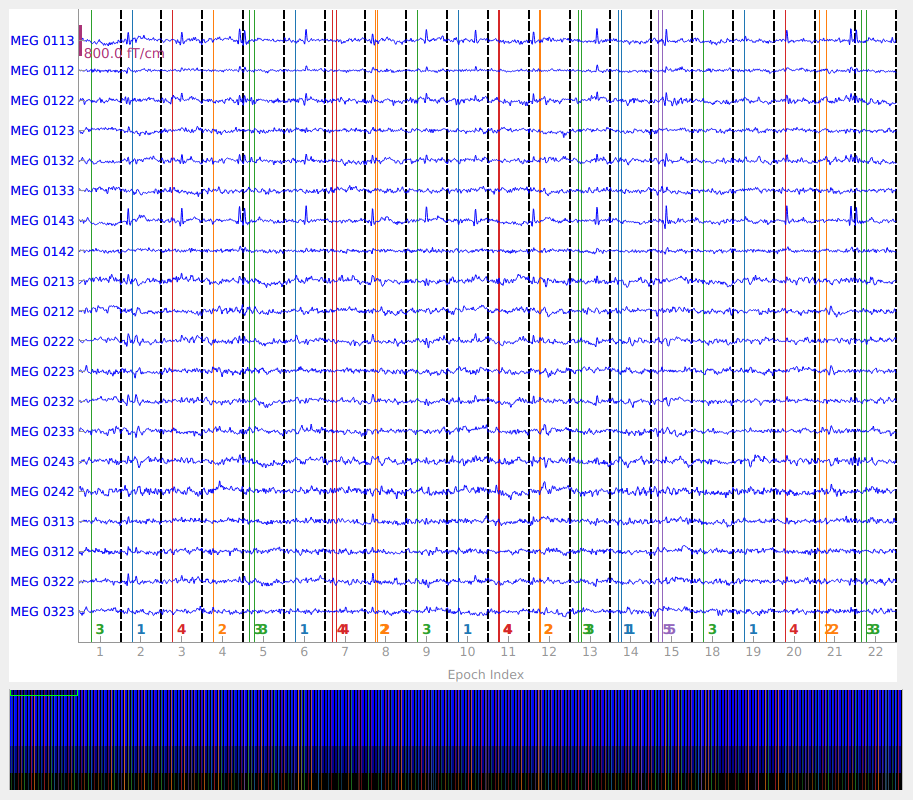 MEG 0113
800.0 fT/cm
MEG 0112
MEG 0122
MEG 0123
MEG 0132
MEG 0133
MEG 0143
MEG 0142
MEG 0213
MEG 0212
MEG 0222
MEG 0223
MEG 0232
MEG 0233
MEG 0243
MEG 0242
MEG 0313
MEG 0312
MEG 0322
MEG 0323
3 1 4 2 33 1 44 22 3 1 44 22 33 11 55 3 1 4 22 33
1 2 3 4 5 6 7 8 9 10 11 12 13 14 15 18 19 20 21 22
Epoch Index